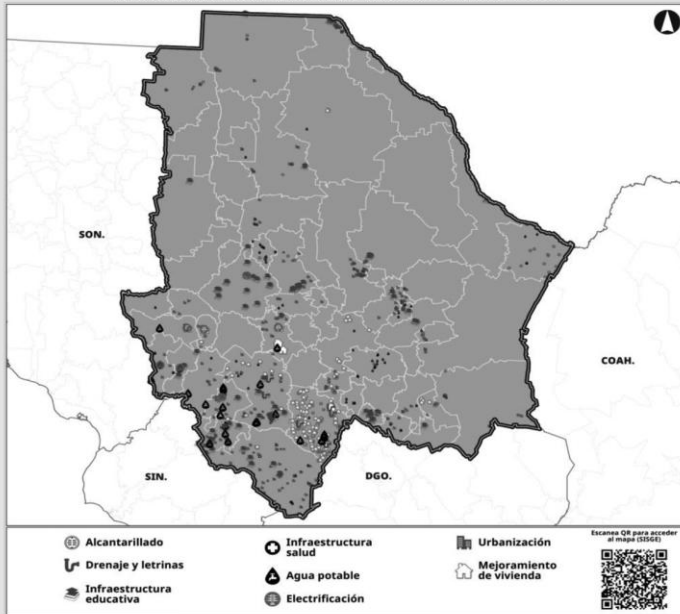 SON.
COAH.
SIN.
DGO.
Alcantarillado
Drenaje y letrinas
Infraestructura
educativa
Infraestructura
salud
Agua potable
Electrificación
Urbanización
Mejoramiento
de vivienda
Escanea QR para acceder
al mapa (SISGE)